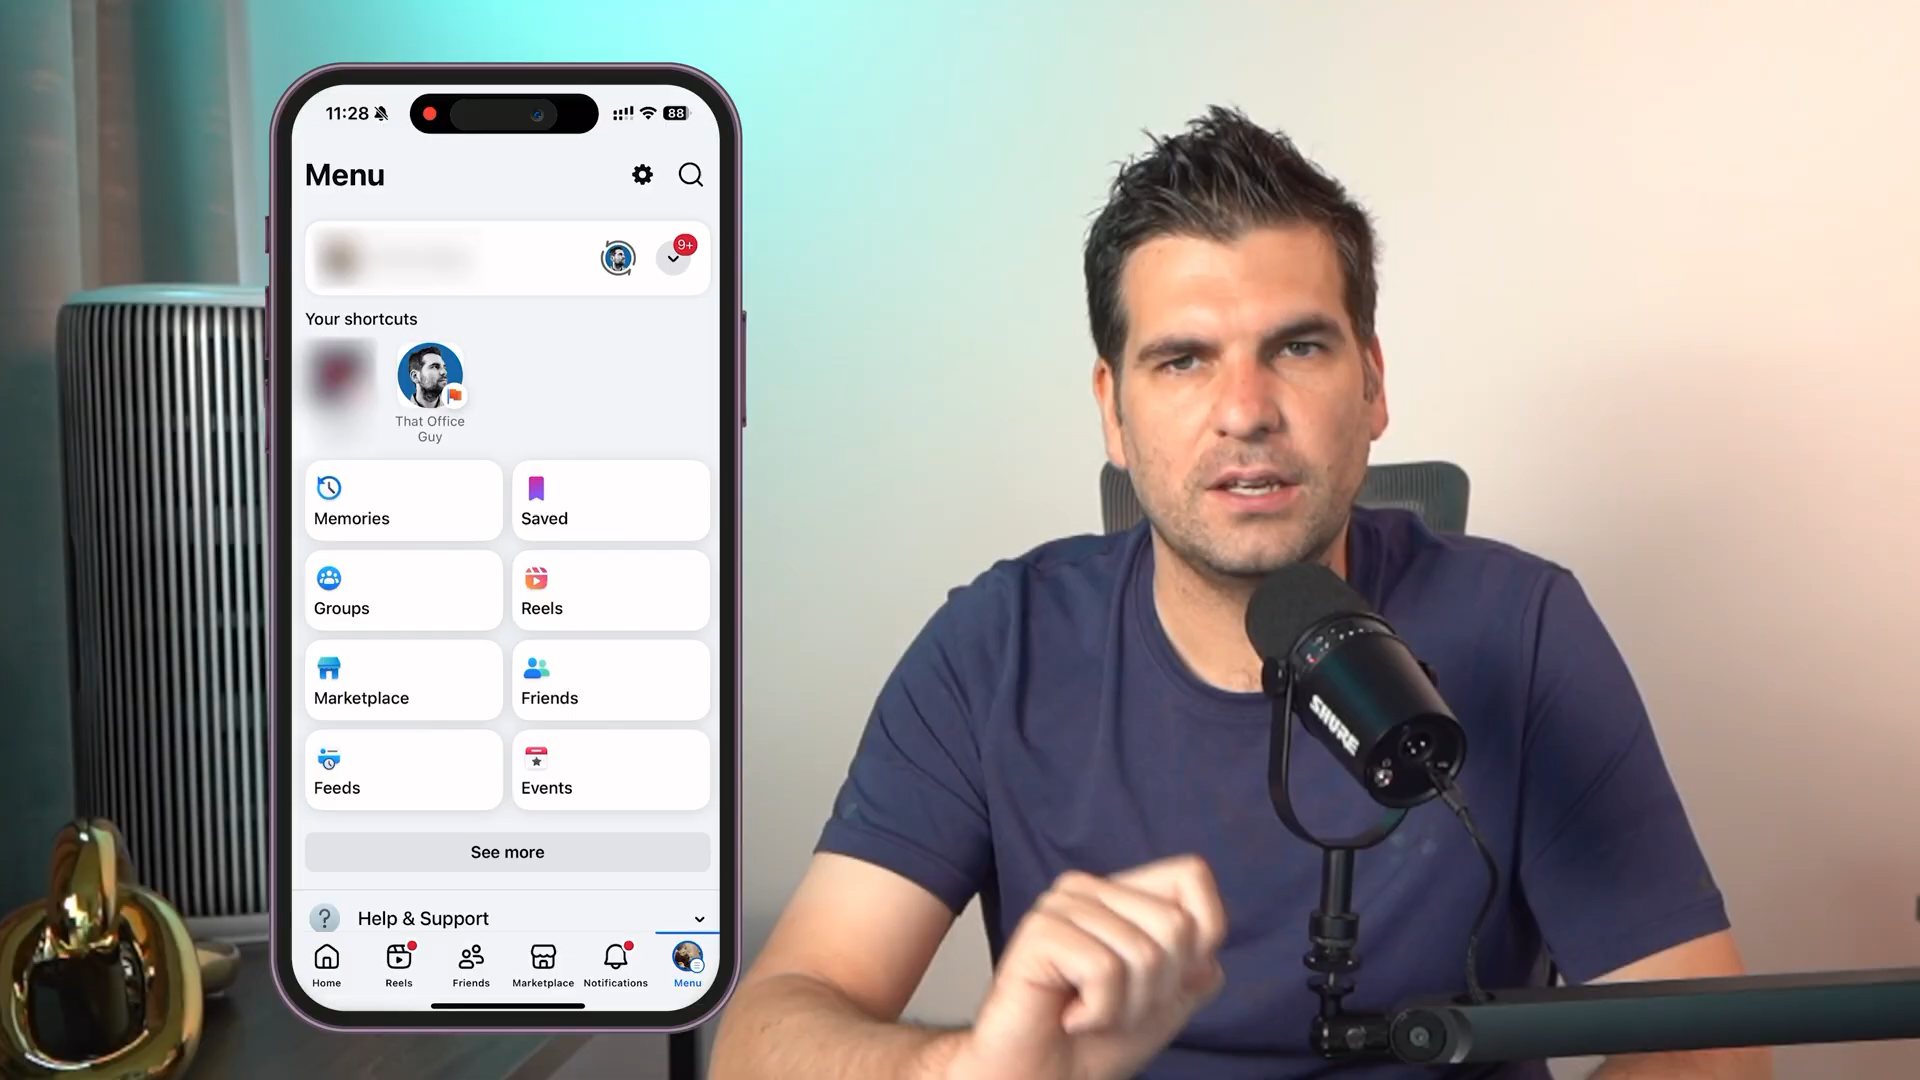 11:28
88
Menu
9+
Your shortcuts
That Office
Guy
Memories
Saved
Groups
Reels
Marketplace
Friends
Feeds
Events
See more
? Help & Support
Home
Reels
Friends
Marketplace
Notifications
Menu
SHURE